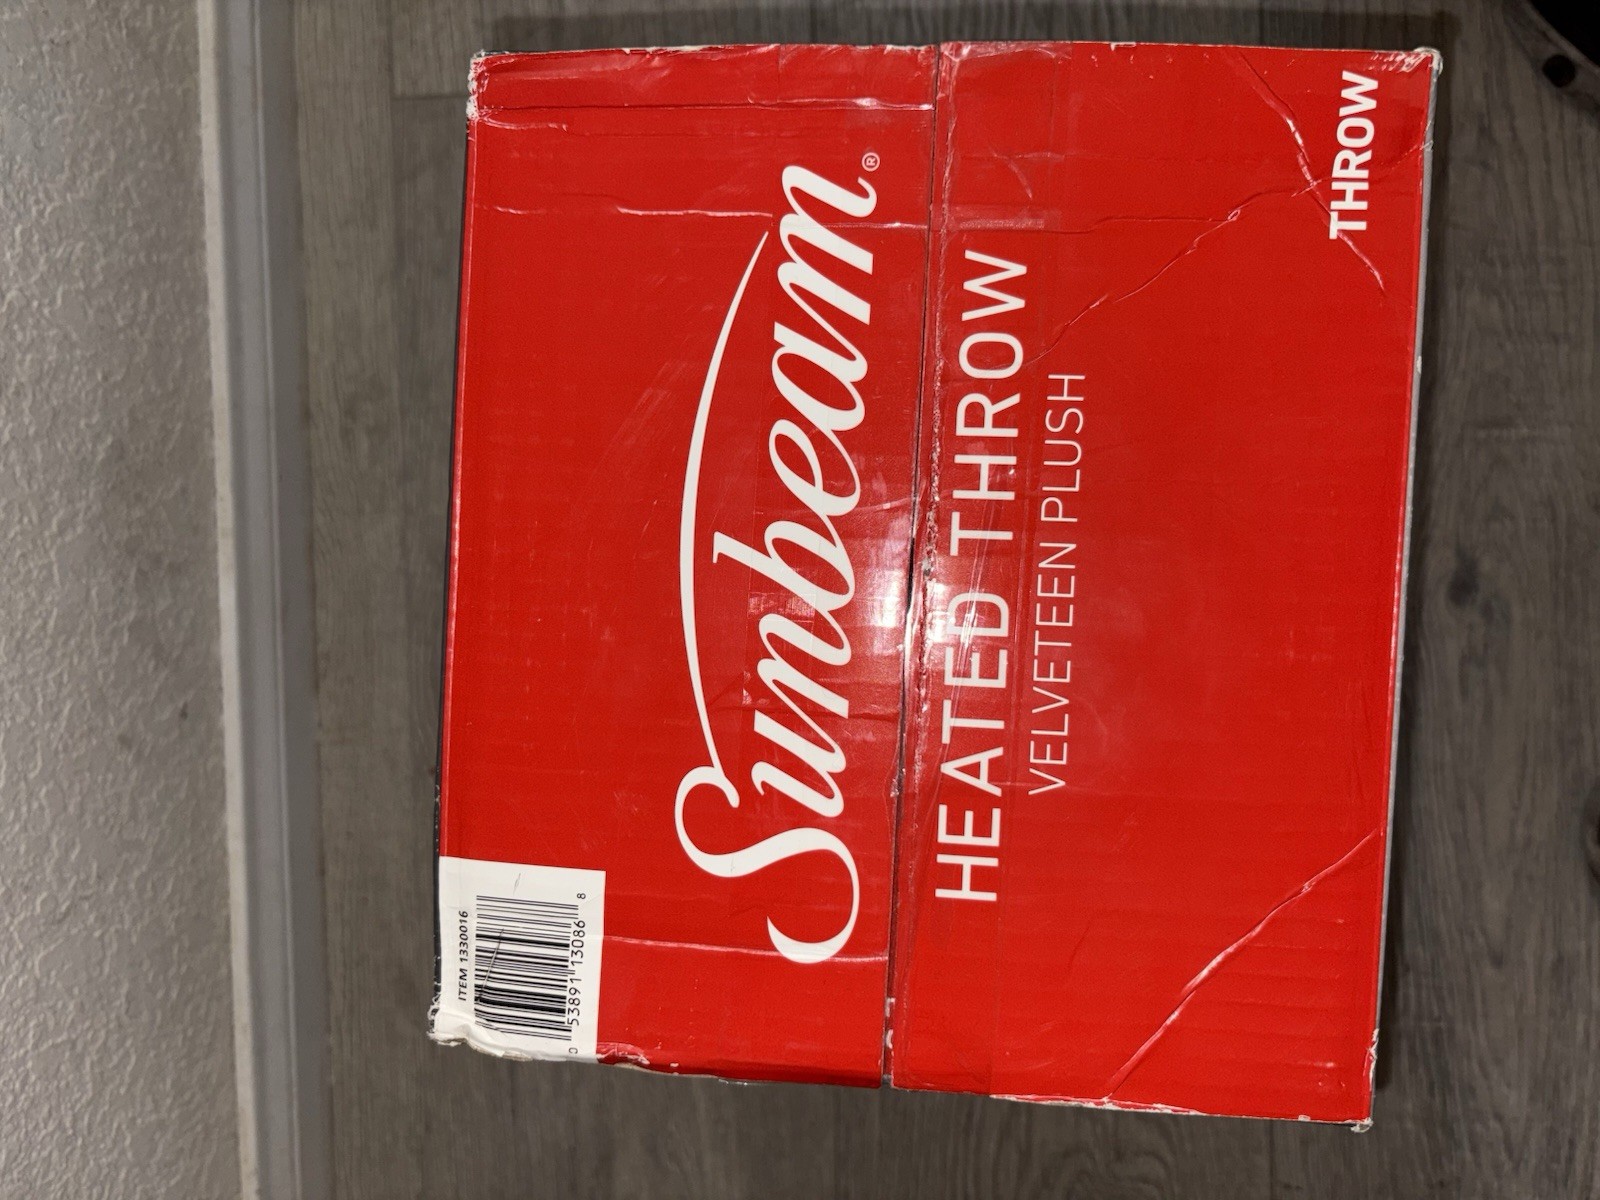 Sunbeam®
HEATED THROW
VELVETEEN PLUSH
THROW
ITEM 1330016
0 53891 13086 8